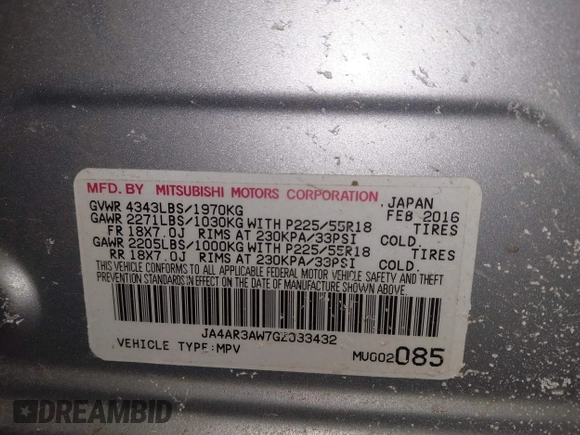 MFD. BY MITSUBISHI MOTORS CORPORATION JAPAN
GVWR 4343LBS/1970KG FEB 2016
GAWR 2271LBS/1030KG WITH P225/55R18 TIRES
FR 18X7.0J RIMS AT 230KPA/33PSI COLD.
GAWR 2205LBS/1000KG WITH P225/55R18 TIRES
RR 18X7.0J RIMS AT 230KPA/33PSI COLD.
THIS VEHICLE CONFORMS TO ALL APPLICABLE FEDERAL MOTOR VEHICLE SAFETY AND THEFT
PREVENTION STANDARDS IN EFFECT ON THE DATE OF MANUFACTURE SHOWN ABOVE.
JA4AR3AW7GZ033432
VEHICLE TYPE:MPV MUG02085
DREAMBID